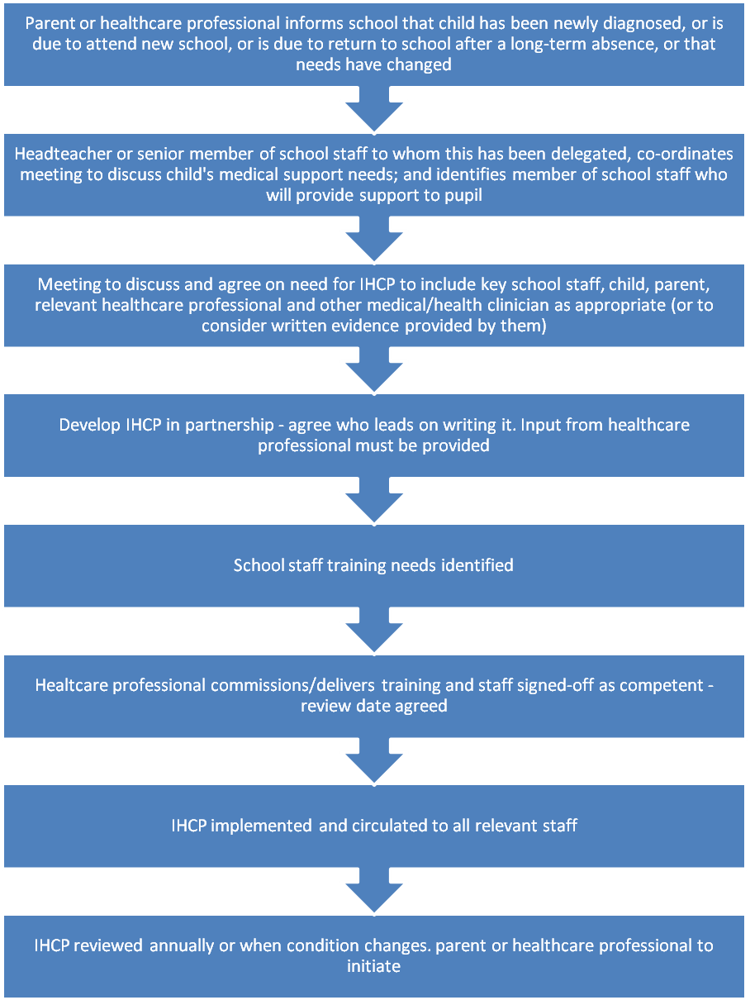 Parent or healthcare professional informs school that child has been newly diagnosed, or is
due to attend new school, or is due to return to school after a long-term absence, or that
needs have changed
Headteacher or senior member of school staff to whom this has been delegated, co-ordinates
meeting to discuss child's medical support needs; and identifies member of school staff who
will provide support to pupil
Meeting to discuss and agree on need for IHCP to include key school staff, child, parent,
relevant healthcare professional and other medical/health clinician as appropriate (or to
consider written evidence provided by them)
Develop IHCP in partnership - agree who leads on writing it. Input from healthcare
professional must be provided
School staff training needs identified
Healtcare professional commissions/delivers training and staff signed-off as competent -
review date agreed
IHCP implemented and circulated to all relevant staff
IHCP reviewed annually or when condition changes. parent or healthcare professional to
initiate